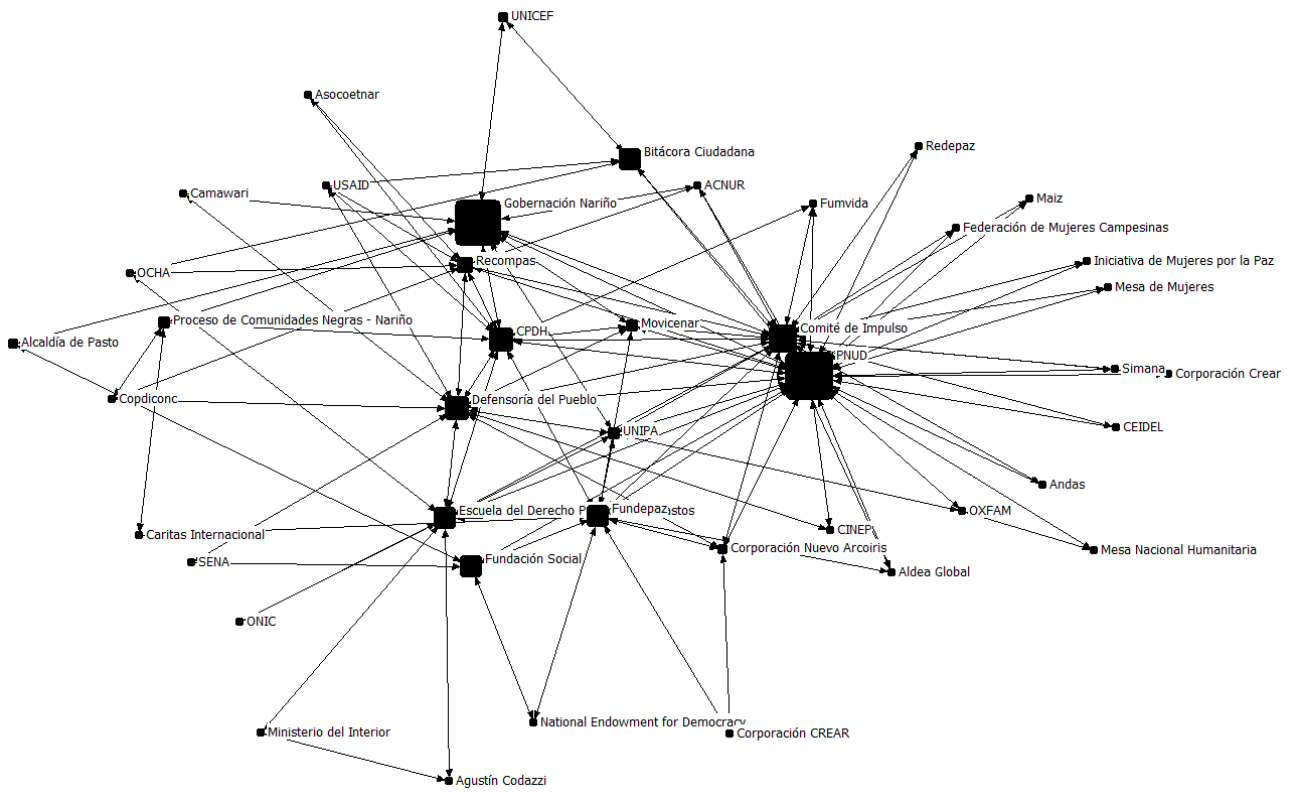 UNICEF
Asocoetnar
Redepaz
Bitácora Ciudadana
USAID
ACNUR
Camawari
Maiz
Gobernación Nariño
Fumvida
Federación de Mujeres Campesinas
Recompas
Iniciativa de Mujeres por la Paz
OCHA
Mesa de Mujeres
Proceso de Comunidades Negras - Nariño
Movicenar
Comité de Impulso
CPDH
Alcaldía de Pasto
PNUD
Simana
Corporación Crear
Copdiconc
Defensoría del Pueblo
CEIDEL
UNIPA
Andas
Escuela del Derecho P
stos
Fundepaz
OXFAM
CINEP
Caritas Internacional
Corporación Nuevo Arcoiris
Mesa Nacional Humanitaria
Fundación Social
SENA
Aldea Global
ONIC
National Endowment for Democracy
Ministerio del Interior
Corporación CREAR
Agustín Codazzi